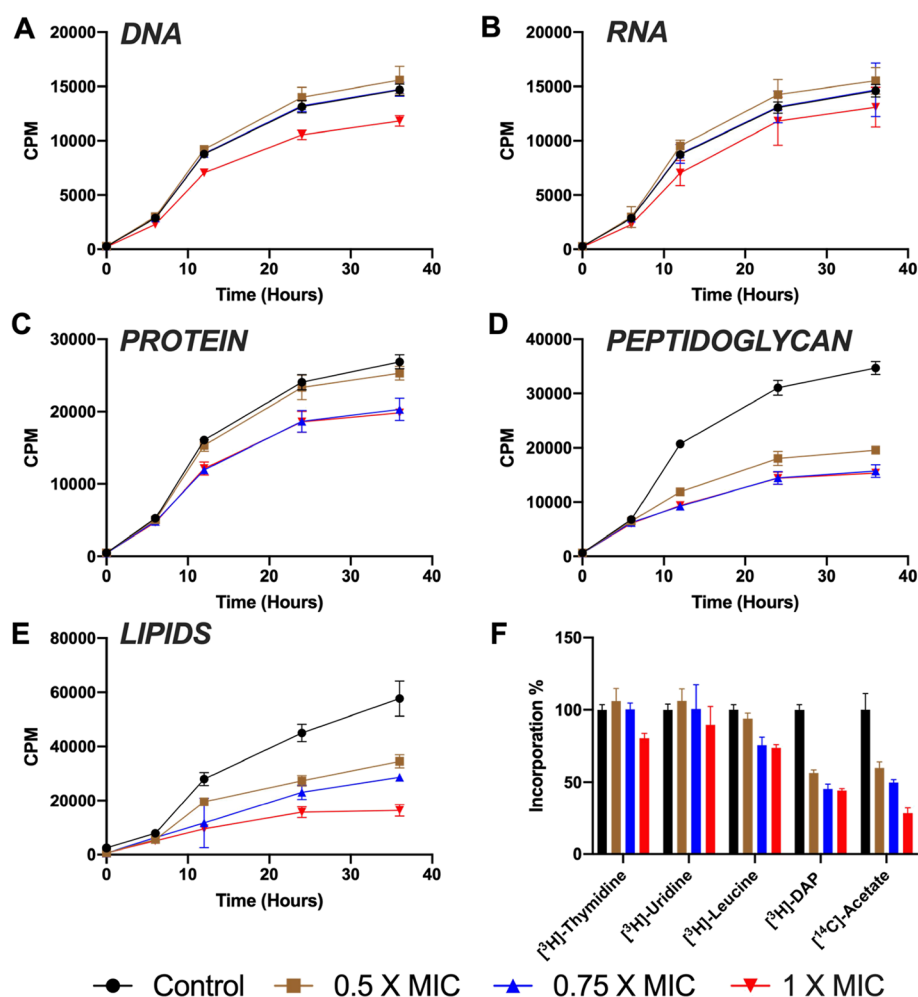 A DNA
20000
15000
10000
5000
0
CPM
0 10 20 30 40
Time (Hours)
B RNA
20000
15000
10000
5000
0
CPM
0 10 20 30 40
Time (Hours)
C PROTEIN
30000
20000
10000
0
CPM
0 10 20 30 40
Time (Hours)
D PEPTIDOGLYCAN
40000
30000
20000
10000
0
CPM
0 10 20 30 40
Time (Hours)
E LIPIDS
80000
60000
40000
20000
0
CPM
0 10 20 30 40
Time (Hours)
F
150
100
50
0
Incorporation %
[³H]-Thymidine
[³H]-Uridine
[³H]-Leucine
[³H]-DAP
[¹⁴C]-Acetate
Control 0.5 X MIC 0.75 X MIC 1 X MIC